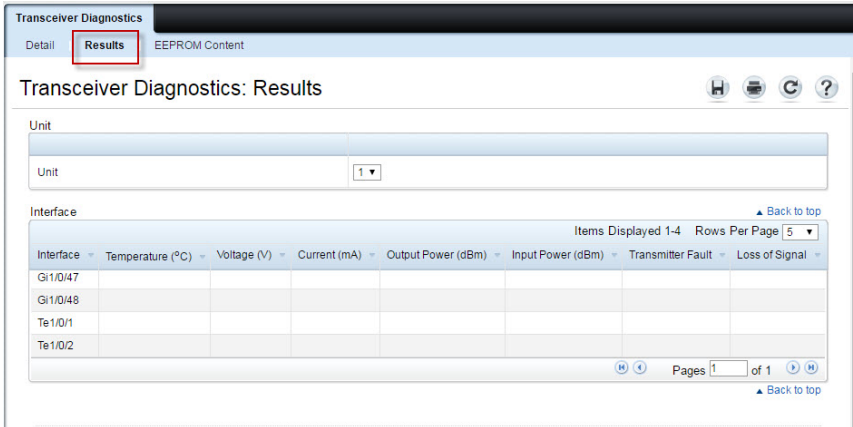 Transceiver Diagnostics
Detail Results EEPROM Content
Transceiver Diagnostics: Results
Unit
Unit 1
Interface Back to top
Items Displayed 1-4 Rows Per Page 5
Interface Temperature (°C) Voltage (V) Current (mA) Output Power (dBm) Input Power (dBm) Transmitter Fault Loss of Signal
Gi1/0/47
Gi1/0/48
Te1/0/1
Te1/0/2
Pages 1 of 1
Back to top